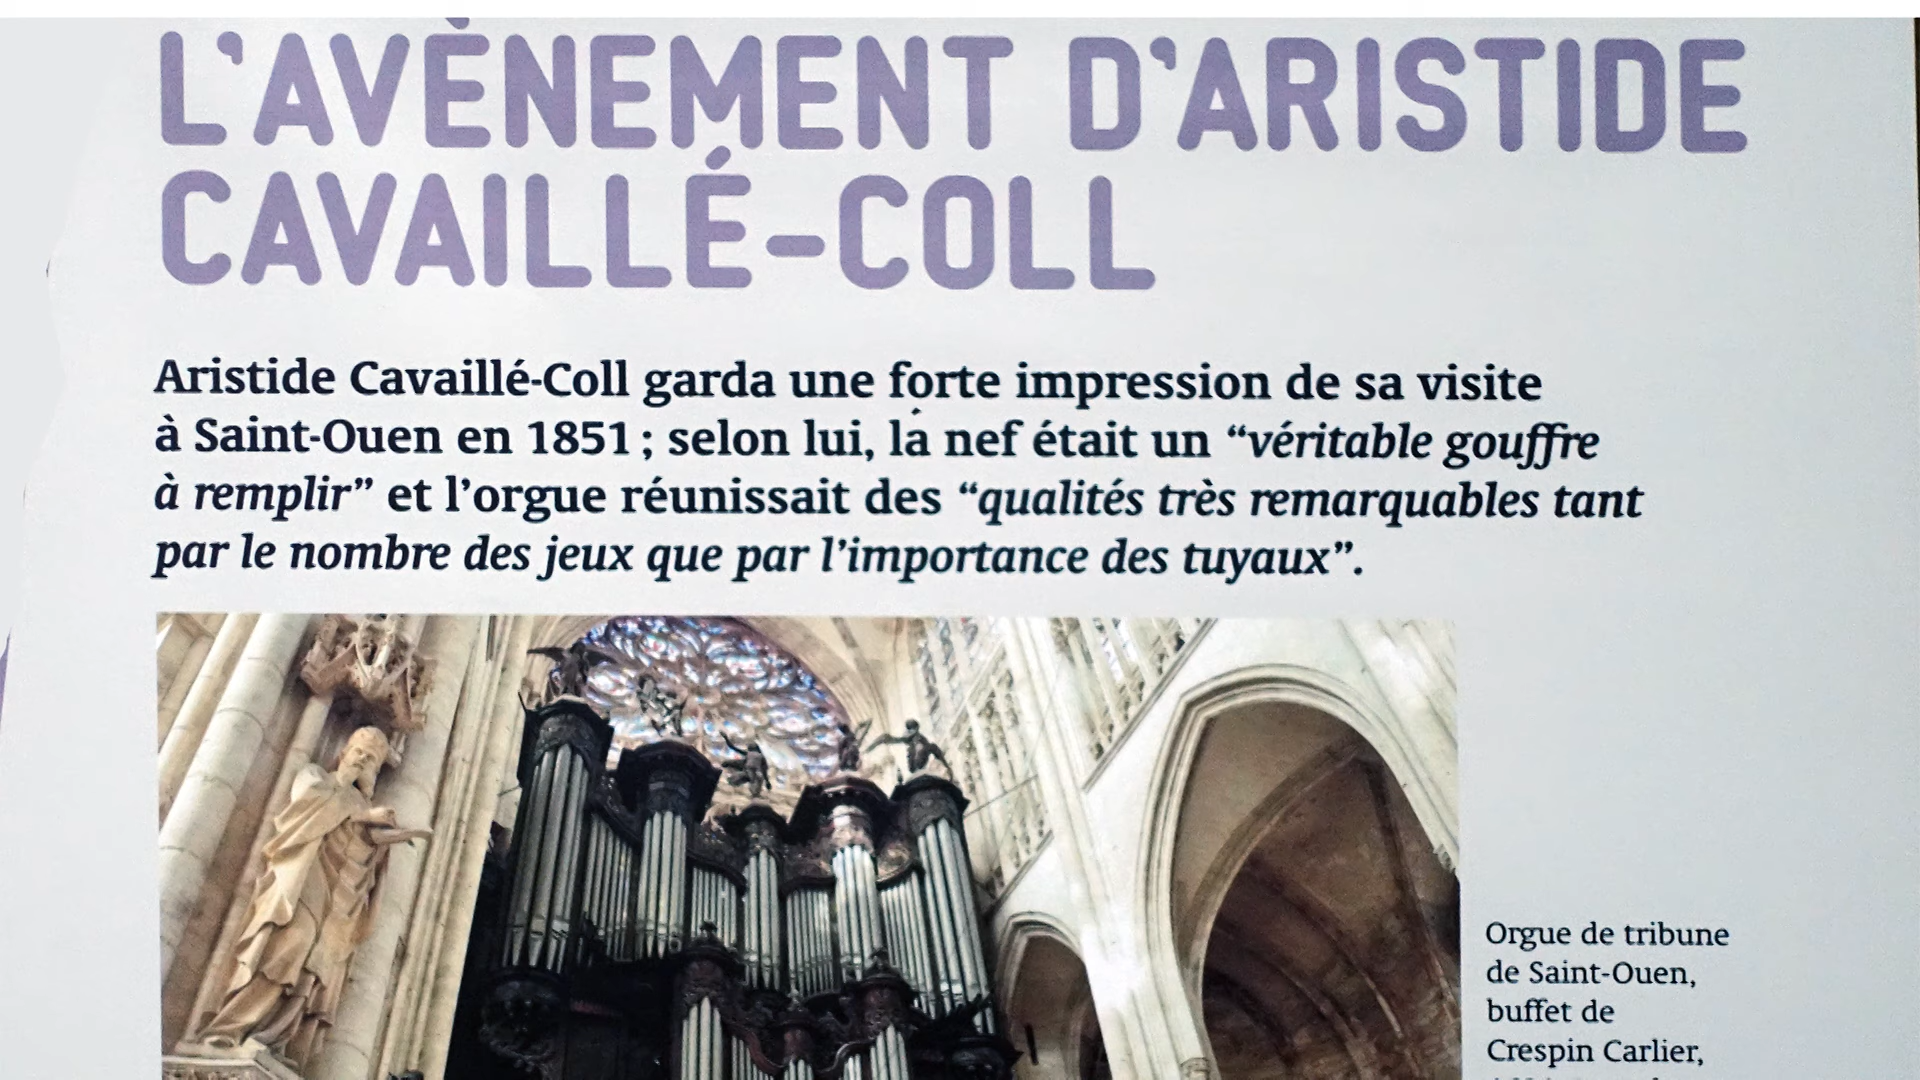 L'AVÈNEMENT D'ARISTIDE
CAVAILLÉ-COLL
Aristide Cavaillé-Coll garda une forte impression de sa visite
à Saint-Ouen en 1851 ; selon lui, la nef était un “véritable gouffre
à remplir” et l'orgue réunissait des “qualités très remarquables tant
par le nombre des jeux que par l'importance des tuyaux”.
Orgue de tribune
de Saint-Ouen,
buffet de
Crespin Carlier,